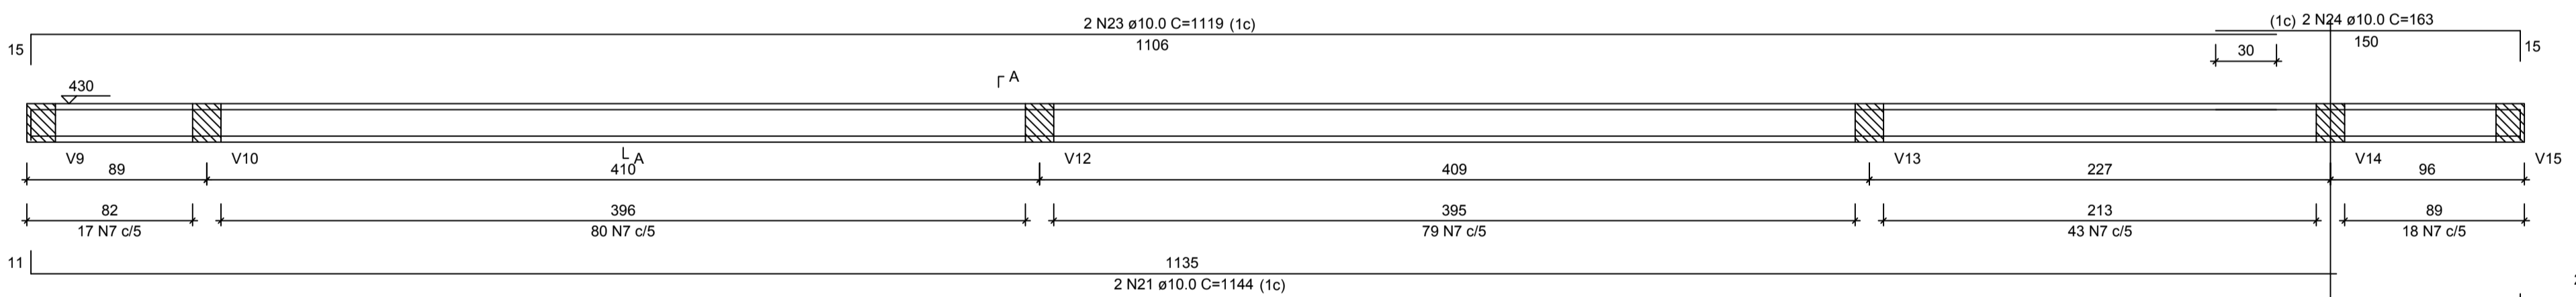 2 N23 ø10.0 C=1119 (1c)
(1c) 2 N24 ø10.0 C=163
15
1106
30
150
15
430
A
V9
V10
A
V12
V13
V14
V15
89
410
409
227
96
82
396
395
213
89
17 N7 c/5
80 N7 c/5
79 N7 c/5
43 N7 c/5
18 N7 c/5
11
1135
2 N21 ø10.0 C=1144 (1c)